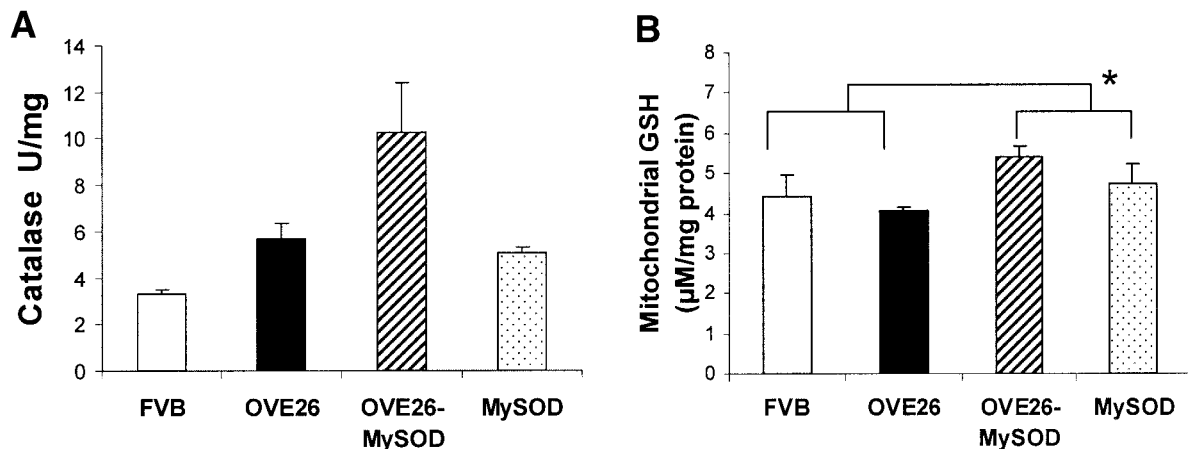 A
Catalase U/mg
14
12
10
8
6
4
2
0
FVB
OVE26
OVE26-
MySOD
MySOD
B
Mitochondrial GSH
(µM/mg protein)
8
7
6
5
4
3
2
1
0
*
FVB
OVE26
OVE26-
MySOD
MySOD